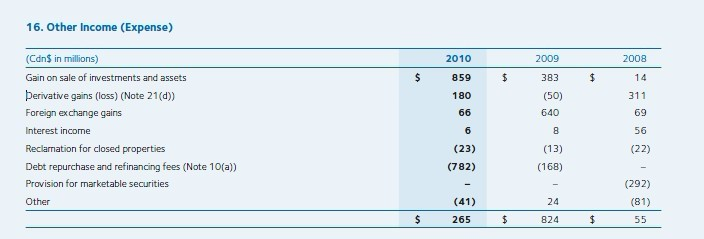 16. Other Income (Expense)
(Cdn$ in millions) 2010 2009 2008
Gain on sale of investments and assets $ 859 $ 383 $ 14
Derivative gains (loss) (Note 21(d)) 180 (50) 311
Foreign exchange gains 66 640 69
Interest income 6 8 56
Reclamation for closed properties (23) (13) (22)
Debt repurchase and refinancing fees (Note 10(a)) (782) (168) –
Provision for marketable securities – – (292)
Other (41) 24 (81)
$ 265 $ 824 $ 55